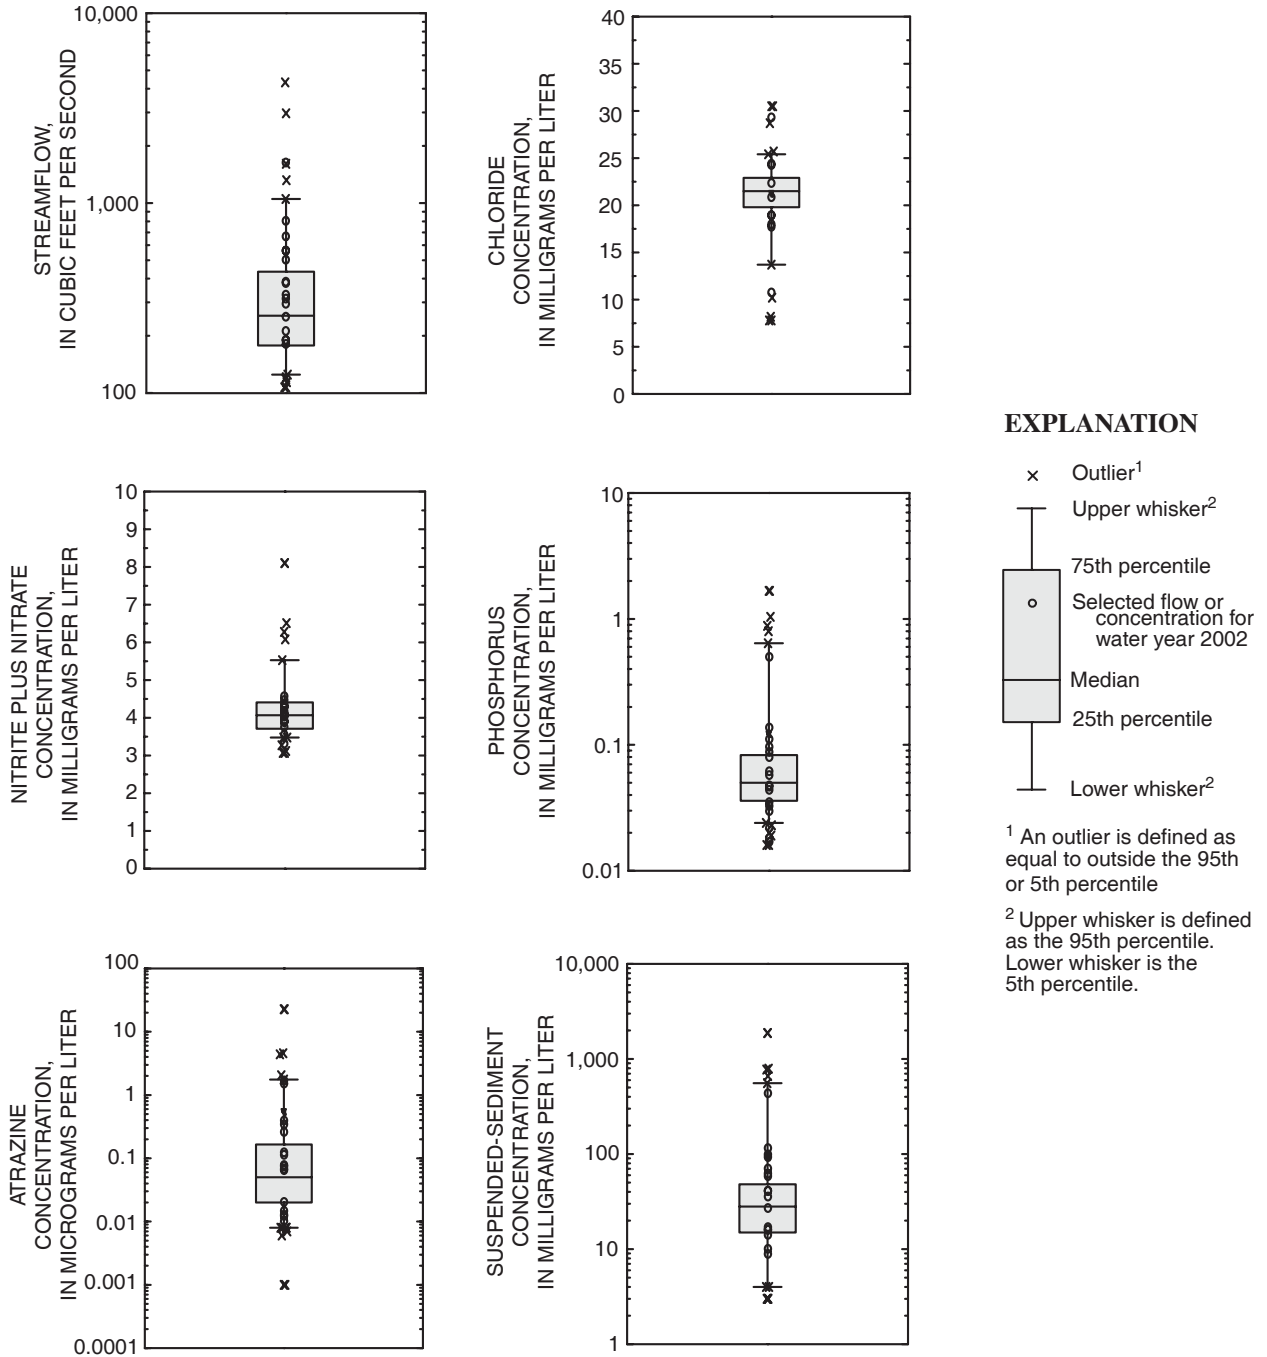 STREAMFLOW,
IN CUBIC FEET PER SECOND
10,000
1,000
100
CHLORIDE
CONCENTRATION,
IN MILLIGRAMS PER LITER
40
35
30
25
20
15
10
5
0
NITRITE PLUS NITRATE
CONCENTRATION,
IN MILLIGRAMS PER LITER
10
9
8
7
6
5
4
3
2
1
0
PHOSPHORUS
CONCENTRATION,
IN MILLIGRAMS PER LITER
10
1
0.1
0.01
ATRAZINE
CONCENTRATION,
IN MICROGRAMS PER LITER
100
10
1
0.1
0.01
0.001
0.0001
SUSPENDED-SEDIMENT
CONCENTRATION,
IN MILLIGRAMS PER LITER
10,000
1,000
100
10
1
EXPLANATION
Outlier1
Upper whisker2
75th percentile
Selected flow or
concentration for
water year 2002
Median
25th percentile
Lower whisker2
1 An outlier is defined as
equal to outside the 95th
or 5th percentile
2 Upper whisker is defined
as the 95th percentile.
Lower whisker is the
5th percentile.